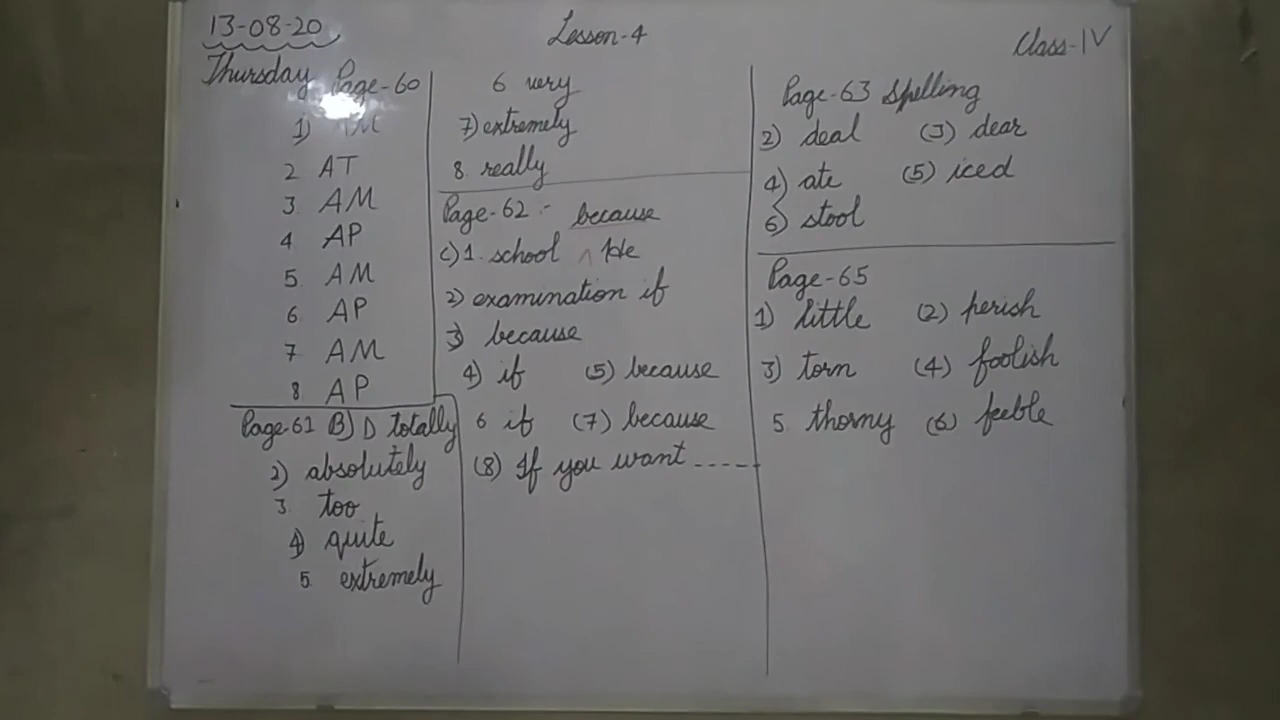 13-08-20
Lesson-4
Class-IV
Thursday Page-60
1) AM
2 AT
3. AM
4 AP
5 AM
6 AP
7 AM
8 AP
Page-61 B) 1) totally
2) absolutely
3. too
4) quite
5. extremely
6 very
7) extremely
8. really
Page-62 :- because
C) 1. school ^ He
2) examination if
3) because
4) if (5) because
6 if (7) because
(8) If you want -----
Page-63 Spelling
2) deal (3) dear
4) ate (5) iced
6) stool
Page-65
1) little (2) perish
3) torn (4) foolish
5 thorny (6) feeble